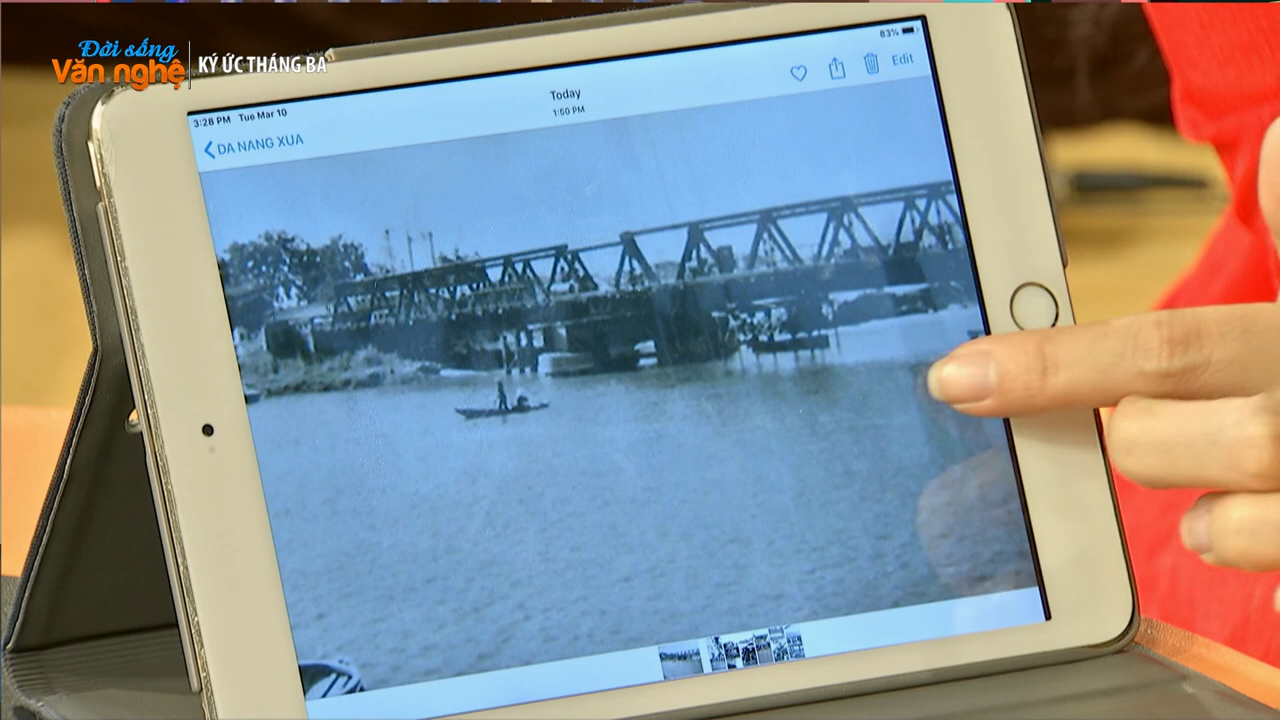 Đời sống
Văn nghệ
KÝ ỨC THÁNG BA
83%
3:28 PM Tue Mar 10
Today
1:50 PM
Edit
DA NANG XUA